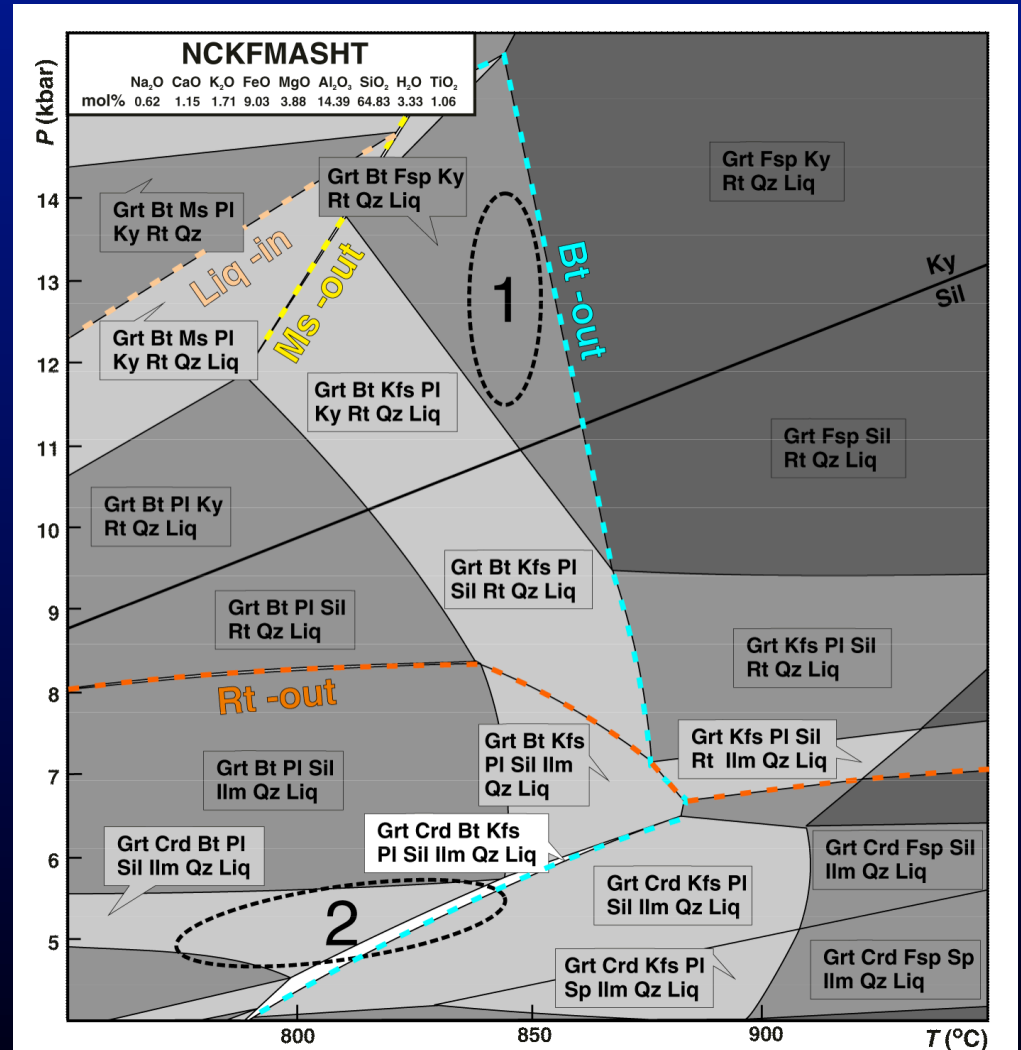 NCKFMASHT
Na₂O CaO K₂O FeO MgO Al₂O₃ SiO₂ H₂O TiO₂
mol% 0.62 1.15 1.71 9.03 3.88 14.39 64.83 3.33 1.06
P (kbar)
14
13
12
11
10
9
8
7
6
5
Grt Bt Fsp Ky
Rt Qz Liq
Grt Fsp Ky
Rt Qz Liq
Grt Bt Ms Pl
Ky Rt Qz
Liq -in
Ms -out
1
Bt -out
Ky
Sil
Grt Bt Ms Pl
Ky Rt Qz Liq
Grt Bt Kfs Pl
Ky Rt Qz Liq
Grt Fsp Sil
Rt Qz Liq
Grt Bt Pl Ky
Rt Qz Liq
Grt Bt Kfs Pl
Sil Rt Qz Liq
Grt Bt Pl Sil
Rt Qz Liq
Grt Kfs Pl Sil
Rt Qz Liq
Rt -out
Grt Bt Kfs
Pl Sil Ilm
Qz Liq
Grt Kfs Pl Sil
Rt Ilm Qz Liq
Grt Bt Pl Sil
Ilm Qz Liq
Grt Crd Bt Pl
Sil Ilm Qz Liq
Grt Crd Bt Kfs
Pl Sil Ilm Qz Liq
Grt Crd Fsp Sil
Ilm Qz Liq
Grt Crd Kfs Pl
Sil Ilm Qz Liq
2
Grt Crd Kfs Pl
Sp Ilm Qz Liq
Grt Crd Fsp Sp
Ilm Qz Liq
800
850
900
T (°C)